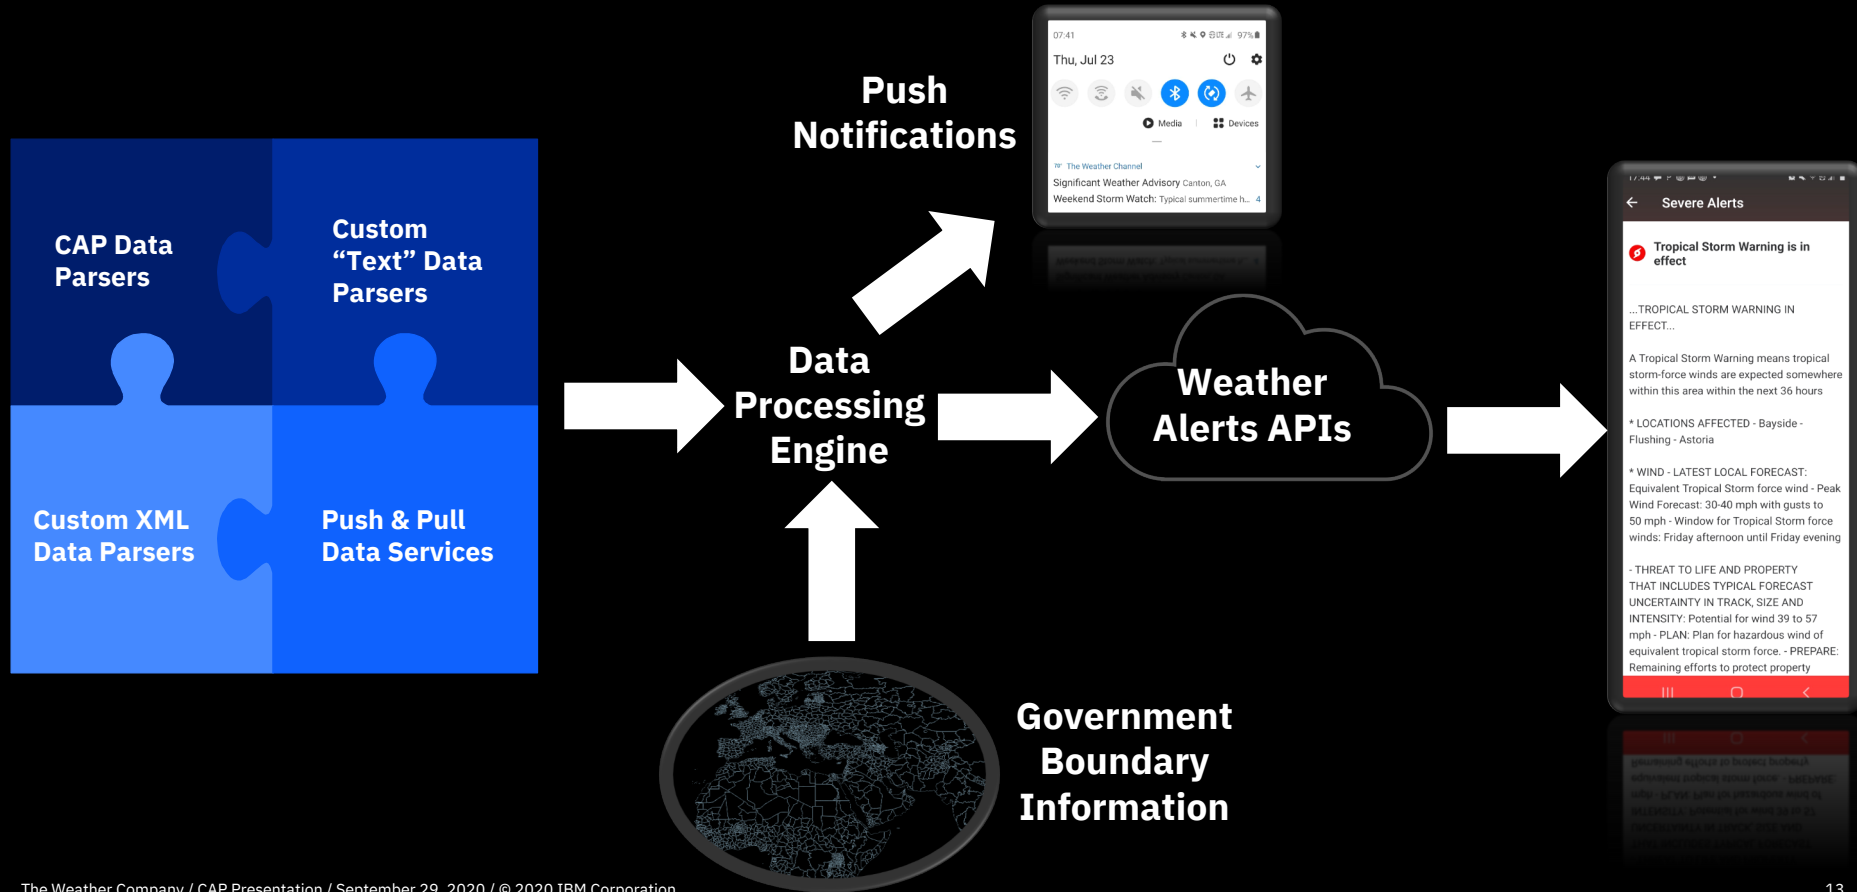 CAP Data
Parsers
Custom
“Text” Data
Parsers
Custom XML
Data Parsers
Push & Pull
Data Services
Push
Notifications
07:41
97%
Thu, Jul 23
Media
Devices
70° The Weather Channel
Significant Weather Advisory Canton, GA
Weekend Storm Watch: Typical summertime h... 4
Data
Processing
Engine
Weather
Alerts APIs
Government
Boundary
Information
17:44
Severe Alerts
Tropical Storm Warning is in
effect
...TROPICAL STORM WARNING IN
EFFECT...
A Tropical Storm Warning means tropical
storm-force winds are expected somewhere
within this area within the next 36 hours
* LOCATIONS AFFECTED - Bayside -
Flushing - Astoria
* WIND - LATEST LOCAL FORECAST:
Equivalent Tropical Storm force wind - Peak
Wind Forecast: 30-40 mph with gusts to
50 mph - Window for Tropical Storm force
winds: Friday afternoon until Friday evening
- THREAT TO LIFE AND PROPERTY
THAT INCLUDES TYPICAL FORECAST
UNCERTAINTY IN TRACK, SIZE AND
INTENSITY: Potential for wind 39 to 57
mph - PLAN: Plan for hazardous wind of
equivalent tropical storm force. - PREPARE:
Remaining efforts to protect property
The Weather Company / CAP Presentation / September 29, 2020 / © 2020 IBM Corporation
13